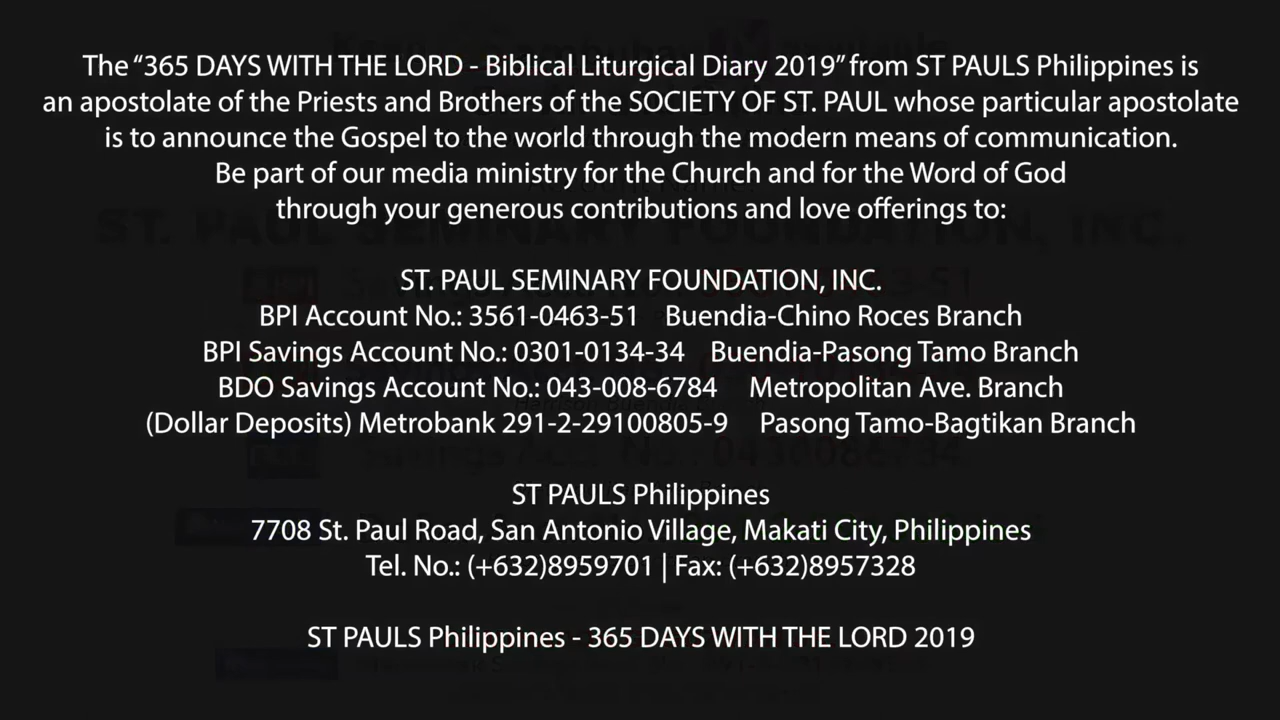 The “365 DAYS WITH THE LORD - Biblical Liturgical Diary 2019” from ST PAULS Philippines is
an apostolate of the Priests and Brothers of the SOCIETY OF ST. PAUL whose particular apostolate
is to announce the Gospel to the world through the modern means of communication.
Be part of our media ministry for the Church and for the Word of God
through your generous contributions and love offerings to:
ST. PAUL SEMINARY FOUNDATION, INC.
BPI Account No.: 3561-0463-51 Buendia-Chino Roces Branch
BPI Savings Account No.: 0301-0134-34 Buendia-Pasong Tamo Branch
BDO Savings Account No.: 043-008-6784 Metropolitan Ave. Branch
(Dollar Deposits) Metrobank 291-2-29100805-9 Pasong Tamo-Bagtikan Branch
ST PAULS Philippines
7708 St. Paul Road, San Antonio Village, Makati City, Philippines
Tel. No.: (+632)8959701 | Fax: (+632)8957328
ST PAULS Philippines - 365 DAYS WITH THE LORD 2019